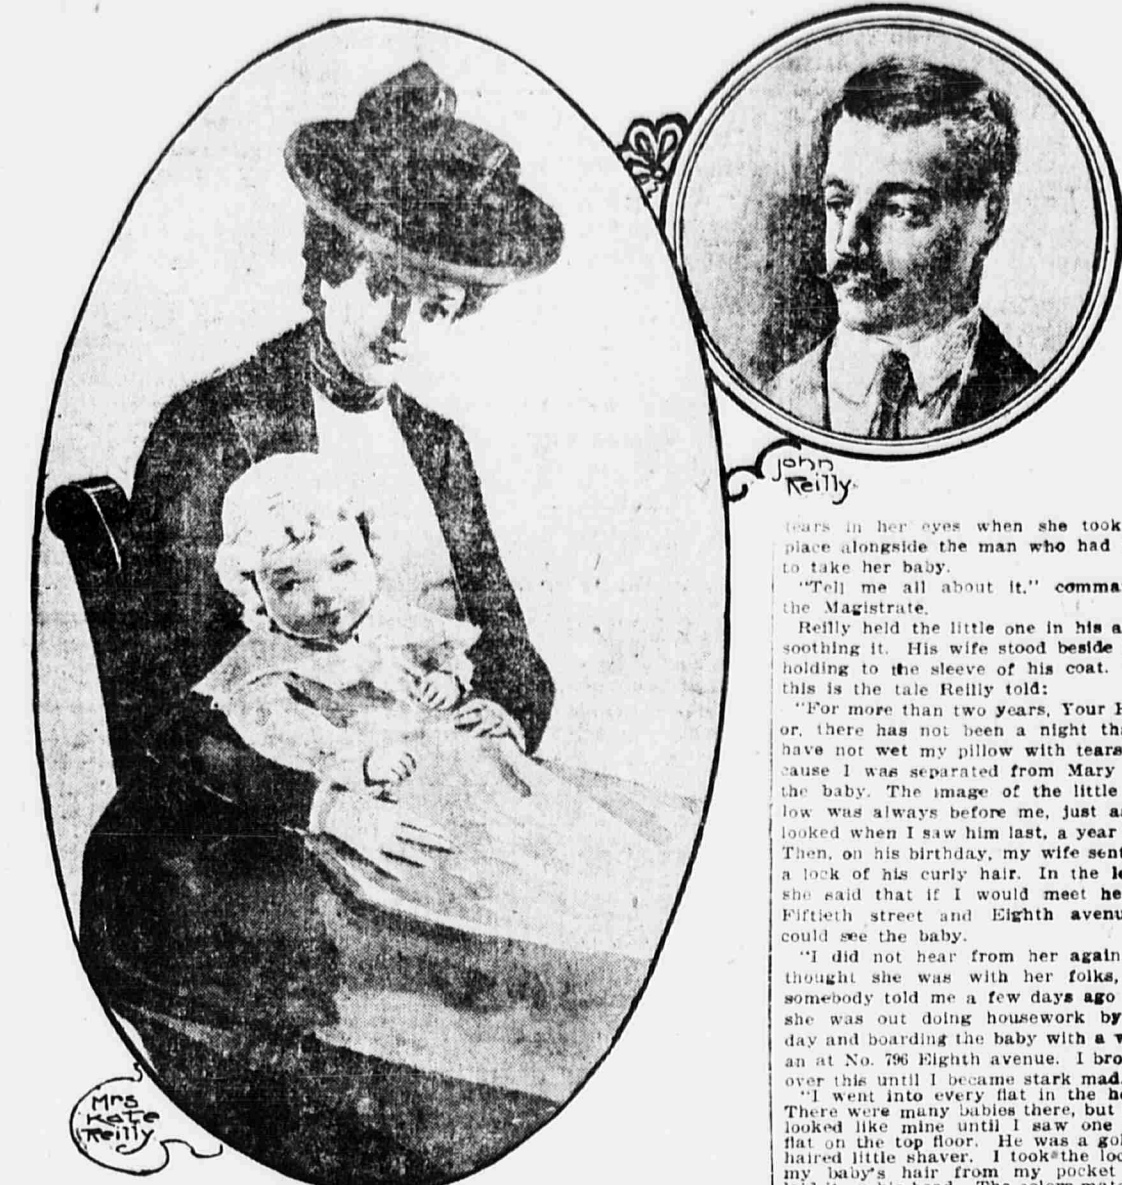 John
Reilly
Mrs
Kate
Reilly
tears in her eyes when she took
place alongside the man who had
to take her baby.
"Tell me all about it." comma
the Magistrate.
Reilly held the little one in his a
soothing it. His wife stood beside
holding to the sleeve of his coat.
this is the tale Reilly told:
"For more than two years, Your H
or, there has not been a night tha
have not wet my pillow with tears
cause I was separated from Mary
the baby. The image of the little
low was always before me, just a
looked when I saw him last, a year
Then, on his birthday, my wife sent
a lock of his curly hair. In the le
she said that if I would meet he
Fiftieth street and Eighth avenu
could see the baby.
"I did not hear from her again
thought she was with her folks,
somebody told me a few days ago
she was out doing housework by
day and boarding the baby with a w
an at No. 796 Eighth avenue. I bro
over this until I became stark mad.
"I went into every flat in the h
There were many babies there, but
looked like mine until I saw one
flat on the top floor. He was a gol
haired little shaver. I took the loc
my baby's hair from my pocket